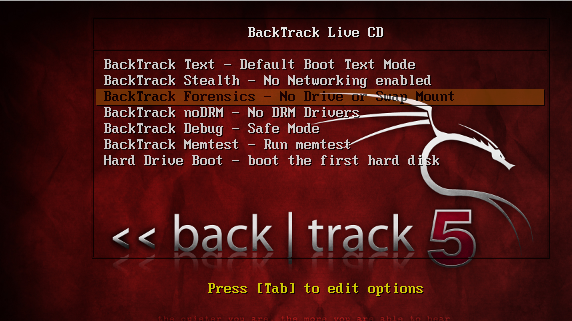 BackTrack Live CD
BackTrack Text - Default Boot Text Mode
BackTrack Stealth - No Networking enabled
BackTrack Forensics - No Drive or Swap Mount
BackTrack noDRM - No DRM Drivers
BackTrack Debug - Safe Mode
BackTrack Memtest - Run memtest
Hard Drive Boot - boot the first hard disk
<< back | track 5
Press [Tab] to edit options